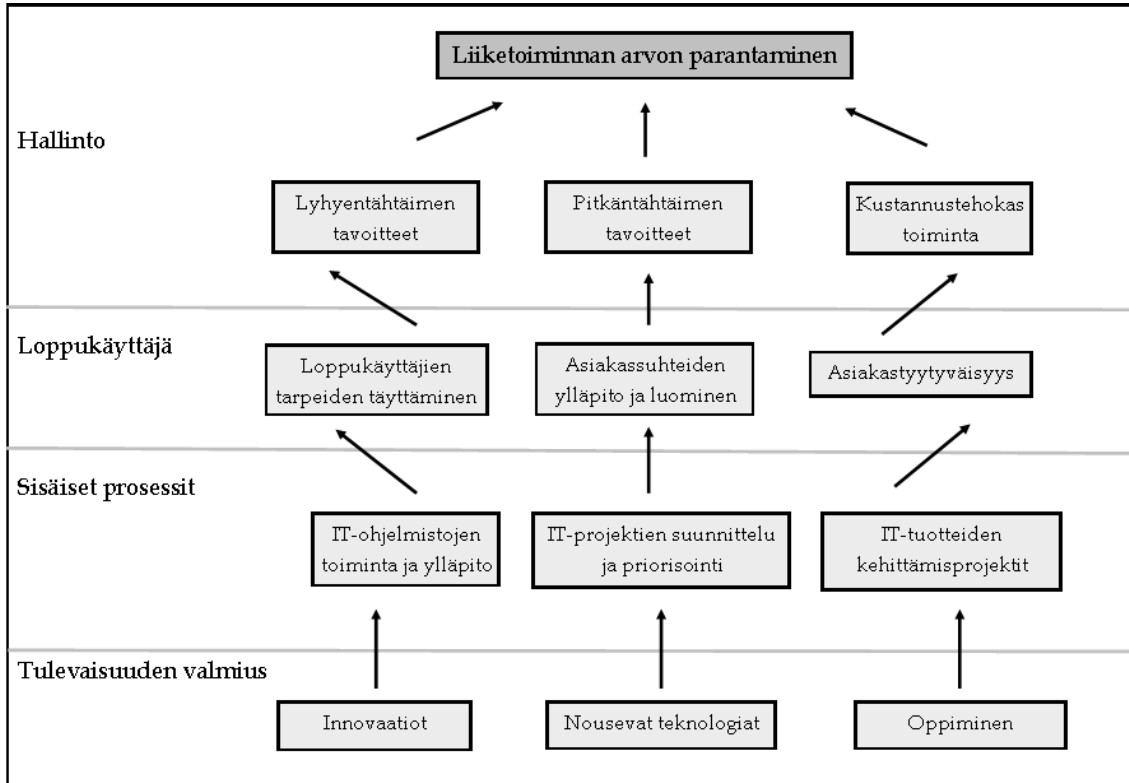 Liiketoiminnan arvon parantaminen
Hallinto
Lyhyentähtäimen
tavoitteet
Pitkäntähtäimen
tavoitteet
Kustannustehokas
toiminta
Loppukäyttäjä
Loppukäyttäjien
tarpeiden täyttäminen
Asiakassuhteiden
ylläpito ja luominen
Asiakastyytyväisyys
Sisäiset prosessit
IT-ohjelmistojen
toiminta ja ylläpito
IT-projektien suunnittelu
ja priorisointi
IT-tuotteiden
kehittämisprojektit
Tulevaisuuden valmius
Innovaatiot
Nousevat teknologiat
Oppiminen